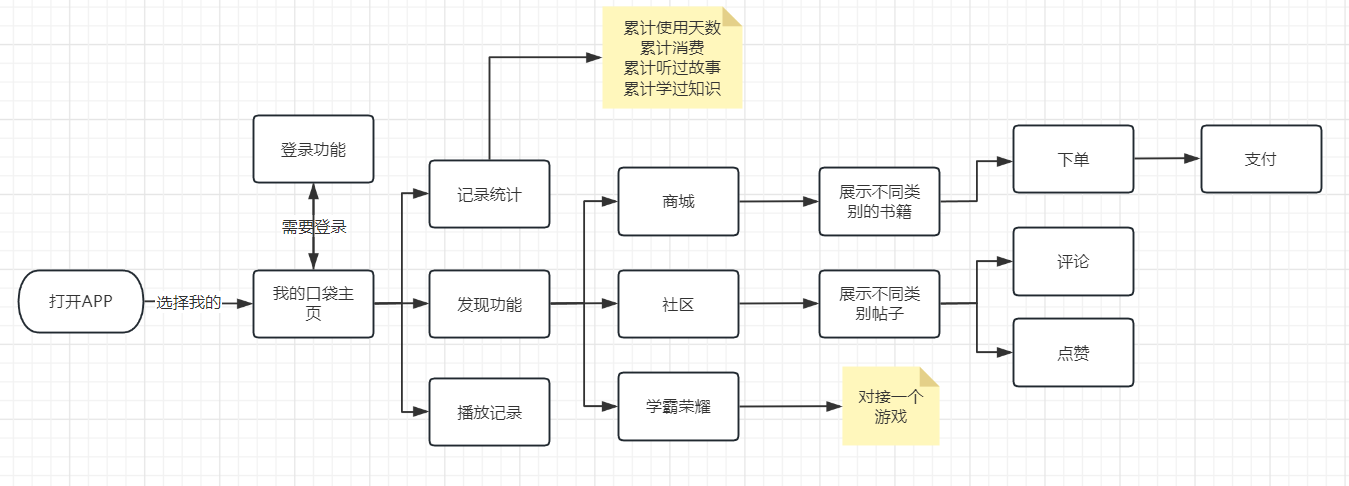 累计使用天数
累计消费
累计听过故事
累计学过知识
登录功能
需要登录
打开APP
选择我的
我的口袋主
页
记录统计
发现功能
播放记录
商城
社区
学霸荣耀
展示不同类
别的书籍
展示不同类
别帖子
对接一个
游戏
下单
支付
评论
点赞